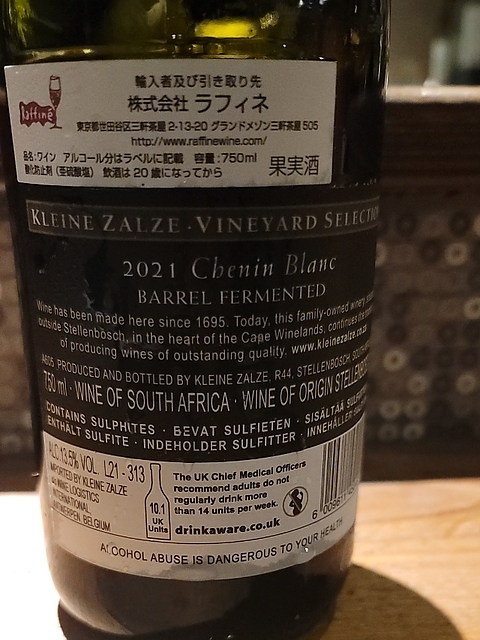 raffiné
輸入者及び引き取り先
株式会社 ラフィネ
東京都世田谷区三軒茶屋 2-13-20 グランドメゾン三軒茶屋 505
http://www.raffinewine.com/
品名:ワイン アルコール分はラベルに記載 容量:750ml
酸化防止剤(亜硫酸塩) 飲酒は20歳になってから
果実酒
KLEINE ZALZE · VINEYARD SELECTION
2021 Chenin Blanc
BARREL FERMENTED
Wine has been made here since 1695. Today, this family-owned winery
outside Stellenbosch, in the heart of the Cape Winelands, continues
of producing wines of outstanding quality. www.kleinezalze.co.za
A605 PRODUCED AND BOTTLED BY KLEINE ZALZE, R44, STELLENBOSCH,
750 ml · WINE OF SOUTH AFRICA · WINE OF ORIGIN
CONTAINS SULPHITES · BEVAT SULFIETEN · SISÄLTÄÄ
ENTHÄLT SULFITE · INDEHOLDER SULFITTER · INNEHÅLLER
ALC 13.5% VOL. L21 - 313
IMPORTED BY KLEINE ZALZE
WINE LOGISTICS
INTERNATIONAL
ANTWERPEN, BELGIUM
10.1
UK
Units
The UK Chief Medical Officers
recommend adults do not
regularly drink more
than 14 units per week.
drinkaware.co.uk
ALCOHOL ABUSE IS DANGEROUS TO YOUR HEALTH